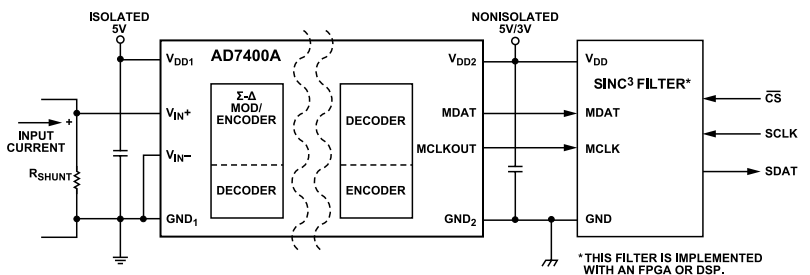 ISOLATED
5V
NONISOLATED
5V/3V
AD7400A
VDD1
VDD2
VDD
SINC3 FILTER*
Σ-Δ
MOD/
ENCODER
DECODER
VIN+
MDAT
MDAT
CS
INPUT
CURRENT
+
SCLK
VIN–
MCLKOUT
MCLK
SDAT
RSHUNT
DECODER
ENCODER
GND1
GND2
GND
* THIS FILTER IS IMPLEMENTED
WITH AN FPGA OR DSP.